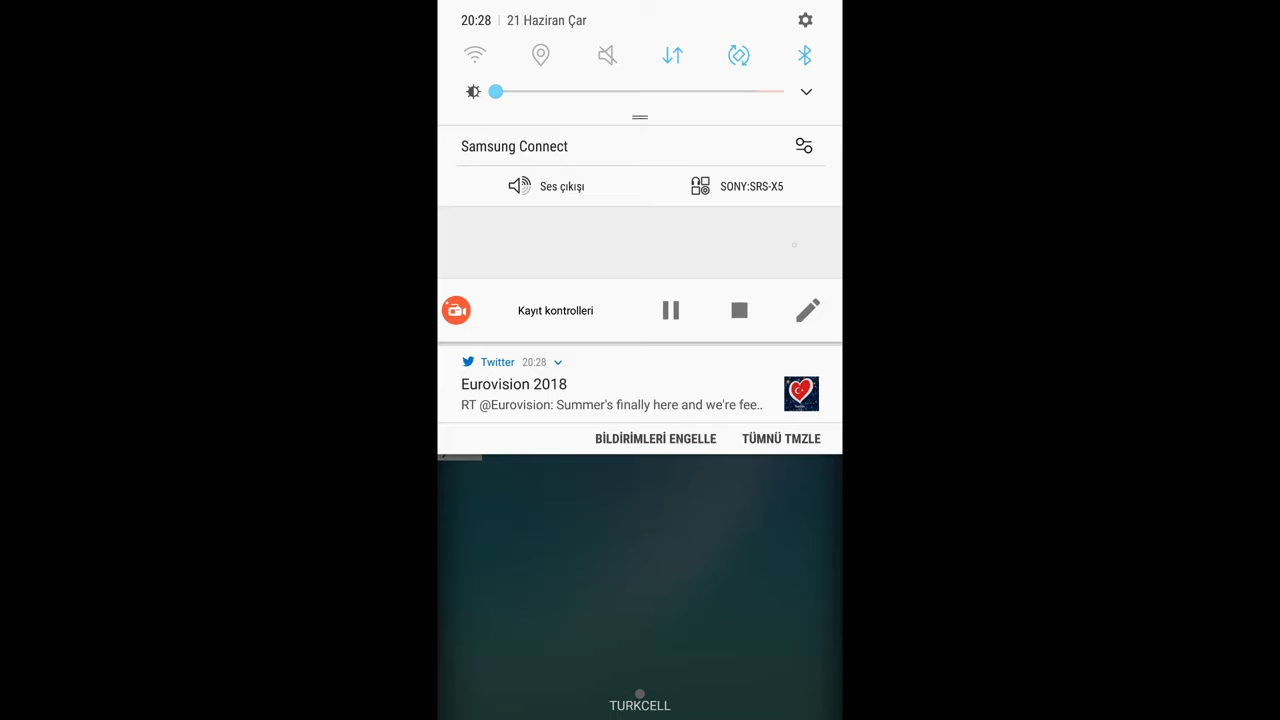 20:28 | 21 Haziran Çar
Samsung Connect
Ses çıkışı
SONY:SRS-X5
Kayıt kontrolleri
Twitter 20:28
Eurovision 2018
RT @Eurovision: Summer's finally here and we're fee..
BİLDİRİMLERİ ENGELLE
TÜMNÜ TMZLE
TURKCELL